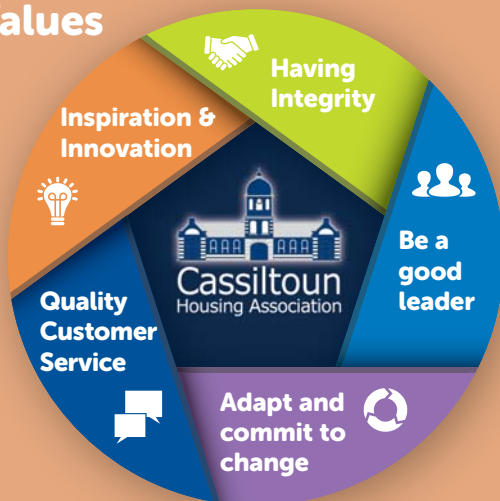 alues
Having
Integrity
Inspiration &
Innovation
Be a
good
leader
Cassiltoun
Housing Association
Quality
Customer
Service
Adapt and
commit to
change